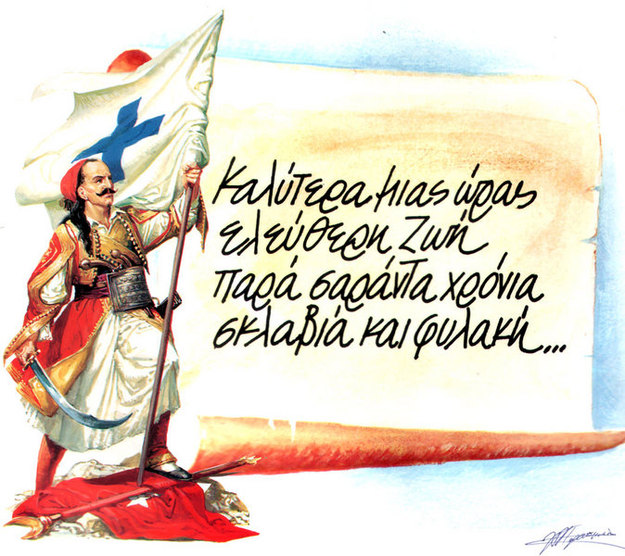 Καλύτερα μιας ώρας
ελεύθερη ζωή
παρά σαράντα χρόνια
σκλαβιά και φυλακή...